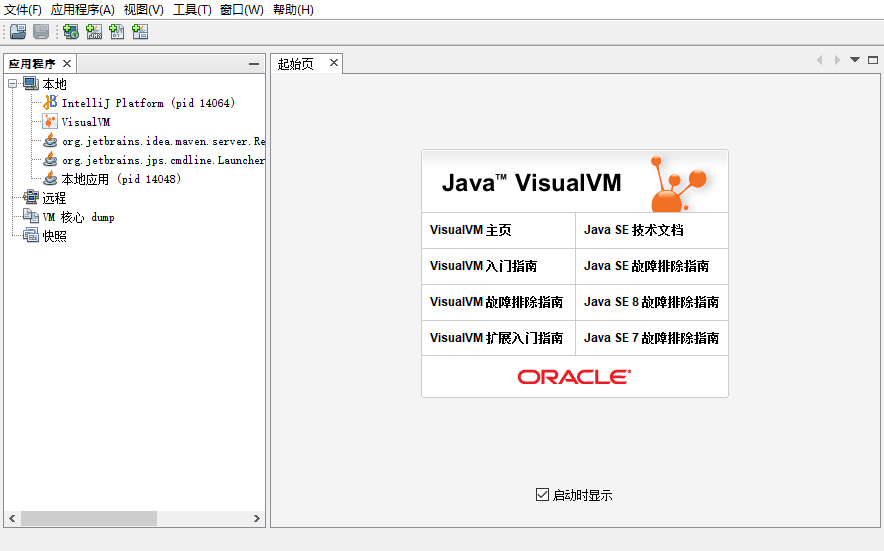 文件(F) 应用程序(A) 视图(V) 工具(T) 窗口(W) 帮助(H)
应用程序
起始页
本地
IntelliJ Platform (pid 14064)
VisualVM
org.jetbrains.idea.maven.server.Re
org.jetbrains.jps.cmdline.Launcher
本地应用 (pid 14048)
远程
VM 核心 dump
快照
Java™ VisualVM
VisualVM 主页
Java SE 技术文档
VisualVM 入门指南
Java SE 故障排除指南
VisualVM 故障排除指南
Java SE 8 故障排除指南
VisualVM 扩展入门指南
Java SE 7 故障排除指南
ORACLE®
启动时显示